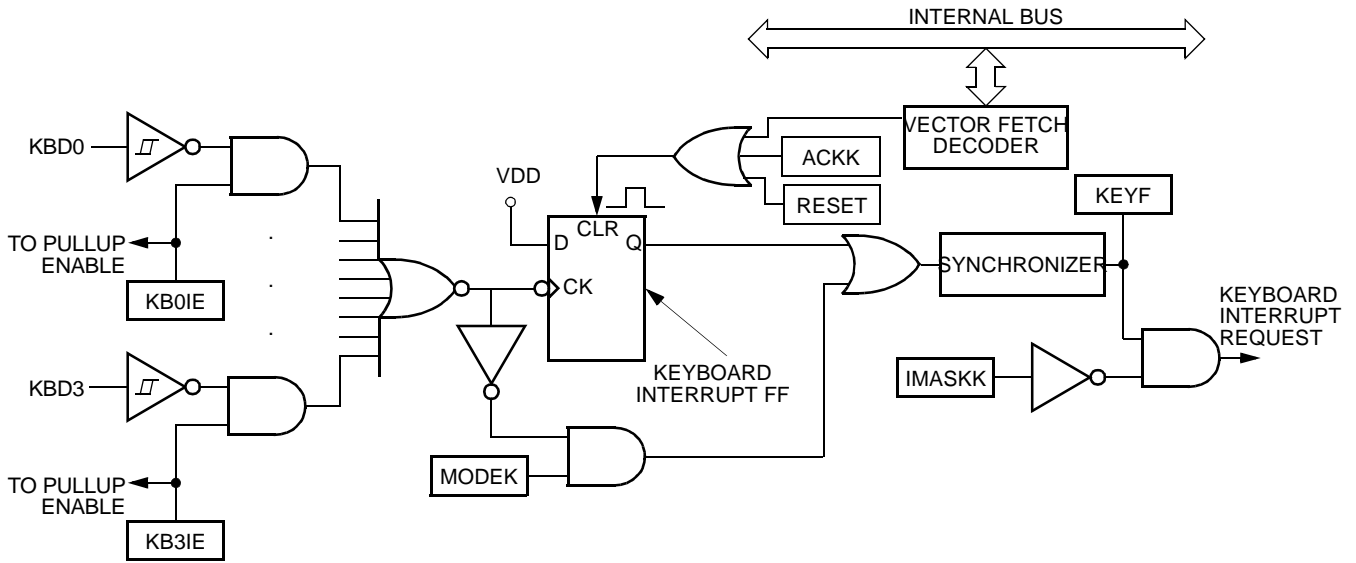 INTERNAL BUS
VECTOR FETCH
DECODER
KBD0
ACKK
VDD
RESET
KEYF
TO PULLUP
ENABLE
D
CLR
Q
SYNCHRONIZER
KB0IE
CK
KEYBOARD
INTERRUPT
REQUEST
KBD3
KEYBOARD
INTERRUPT FF
IMASKK
MODEK
TO PULLUP
ENABLE
KB3IE